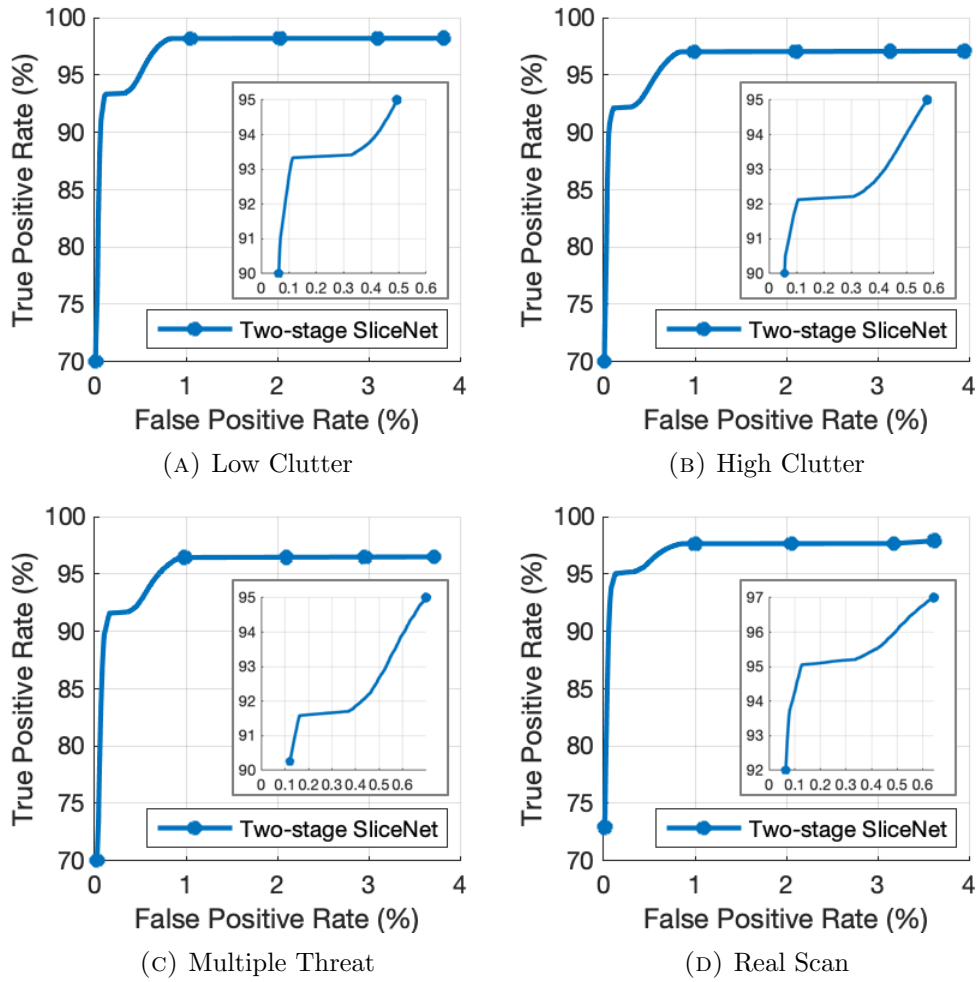 100
95
90
85
80
75
70
True Positive Rate (%)
95
94
93
92
91
90
0 0.1 0.2 0.3 0.4 0.5 0.6
Two-stage SliceNet
0 1 2 3 4
False Positive Rate (%)
(A) Low Clutter
100
95
90
85
80
75
70
True Positive Rate (%)
95
94
93
92
91
90
0 0.1 0.2 0.3 0.4 0.5 0.6
Two-stage SliceNet
0 1 2 3 4
False Positive Rate (%)
(B) High Clutter
100
95
90
85
80
75
70
True Positive Rate (%)
95
94
93
92
91
90
0 0.1 0.2 0.3 0.4 0.5 0.6
Two-stage SliceNet
0 1 2 3 4
False Positive Rate (%)
(C) Multiple Threat
100
95
90
85
80
75
70
True Positive Rate (%)
97
96
95
94
93
92
0 0.1 0.2 0.3 0.4 0.5 0.6
Two-stage SliceNet
0 1 2 3 4
False Positive Rate (%)
(D) Real Scan